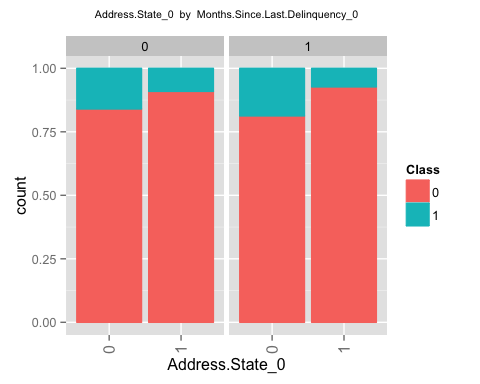 Address.State_0 by Months.Since.Last.Delinquency_0
0 1
1.00
0.75
0.50
0.25
0.00
count
0 1 0 1
Address.State_0
Class
0
1